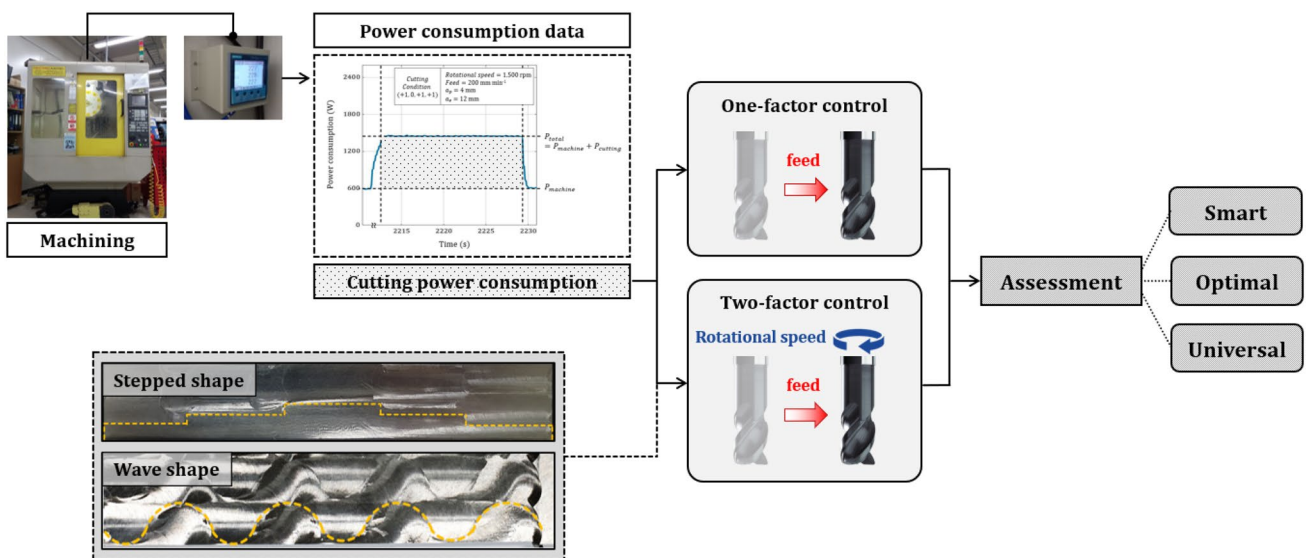 Machining
Power consumption data
Power consumption (W)
2400
1800
1200
600
0
Cutting
Condition
(+1, 0, +1, +1)
Rotational speed = 1,500 rpm
Feed = 200 mm min⁻¹
aₚ = 4 mm
aₑ = 12 mm
P_total
= P_machine + P_cutting
P_machine
2215
2220
2225
2230
Time (s)
Cutting power consumption
Stepped shape
Wave shape
One-factor control
feed
Two-factor control
Rotational speed
feed
Assessment
Smart
Optimal
Universal